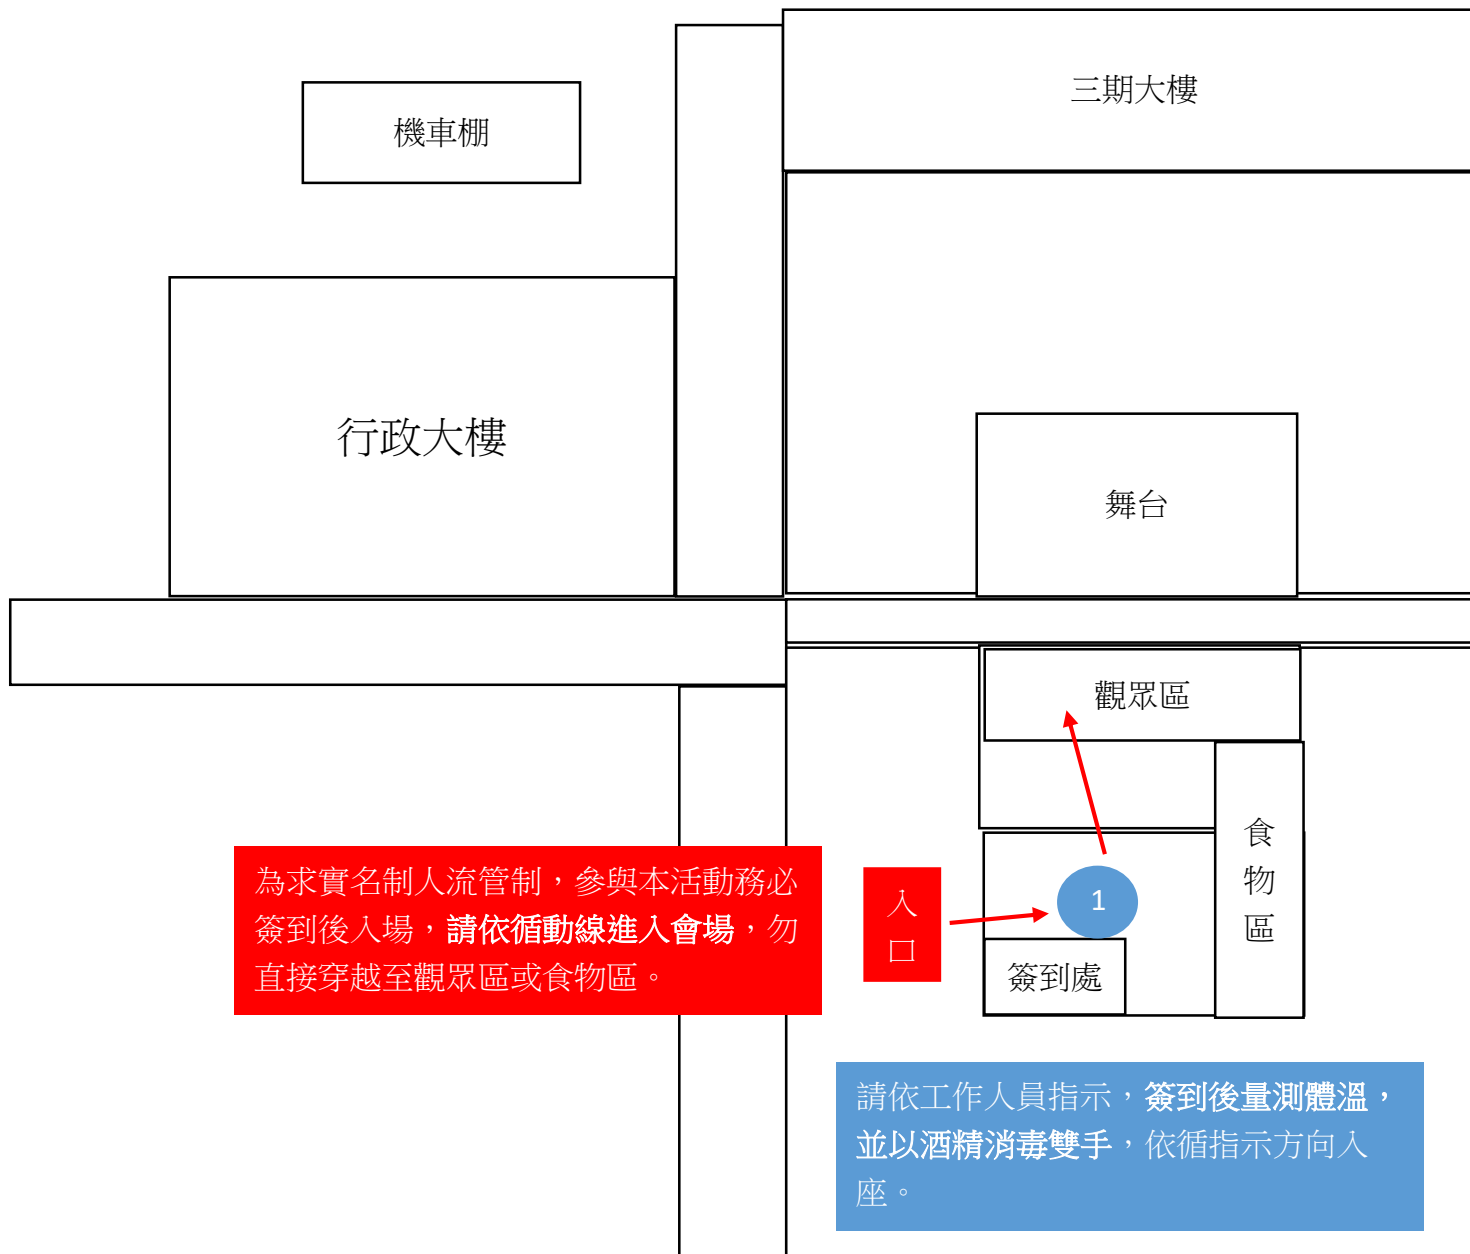 三期大樓
機車棚
行政大樓
舞台
觀眾區
食物區
為求實名制人流管制，參與本活動務必
簽到後入場，請依循動線進入會場，勿
直接穿越至觀眾區或食物區。
入口
1
簽到處
請依工作人員指示，簽到後量測體溫，
並以酒精消毒雙手，依循指示方向入
座。